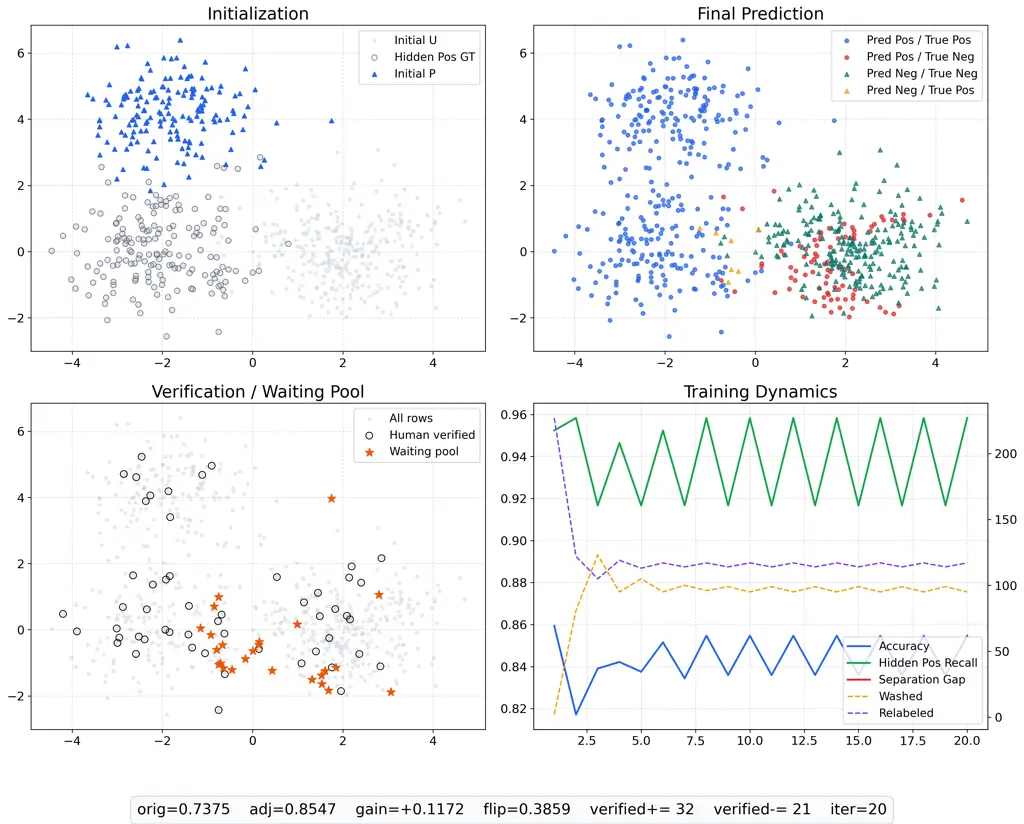 Initialization
Initial U
Hidden Pos GT
Initial P
6
4
2
0
−2
−4
−2
0
2
4
Final Prediction
Pred Pos / True Pos
Pred Pos / True Neg
Pred Neg / True Neg
Pred Neg / True Pos
6
4
2
0
−2
−4
−2
0
2
4
Verification / Waiting Pool
All rows
Human verified
Waiting pool
6
4
2
0
−2
−4
−2
0
2
4
Training Dynamics
0.96
0.94
0.92
0.90
0.88
0.86
0.84
0.82
200
150
100
50
0
Accuracy
Hidden Pos Recall
Separation Gap
Washed
Relabeled
2.5
5.0
7.5
10.0
12.5
15.0
17.5
20.0
orig=0.7375 adj=0.8547 gain=+0.1172 flip=0.3859 verified+= 32 verified-= 21 iter=20